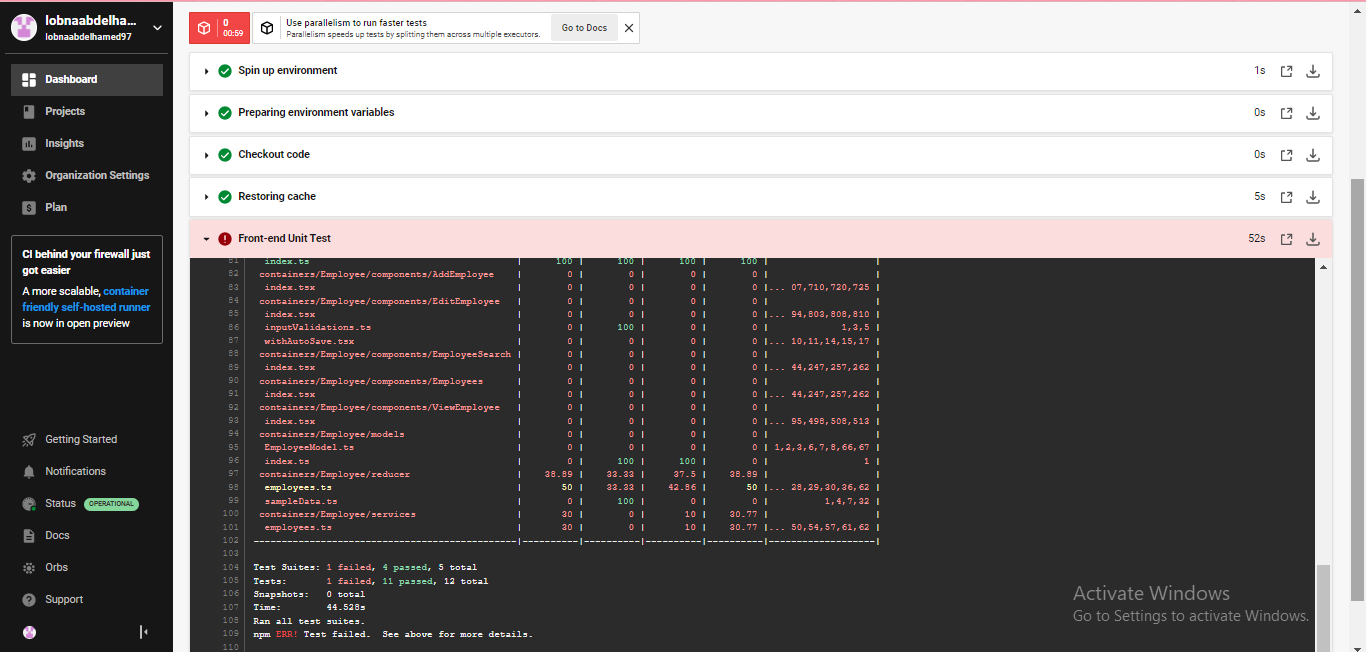 lobnaabdelha...
lobnaabdelhamed97
Dashboard
Projects
Insights
Organization Settings
Plan
CI behind your firewall just
got easier
A more scalable, container
friendly self-hosted runner
is now in open preview
Getting Started
Notifications
Status OPERATIONAL
Docs
Orbs
Support
0
00:59
Use parallelism to run faster tests
Parallelism speeds up tests by splitting them across multiple executors.
Go to Docs
Spin up environment 1s
Preparing environment variables 0s
Checkout code 0s
Restoring cache 5s
Front-end Unit Test 52s
81 index.ts | 100 | 100 | 100 | 100 | |
82 containers/Employee/components/AddEmployee | 0 | 0 | 0 | 0 | |
83 index.tsx | 0 | 0 | 0 | 0 |... 07,710,720,725 |
84 containers/Employee/components/EditEmployee | 0 | 0 | 0 | 0 | |
85 index.tsx | 0 | 0 | 0 | 0 |... 94,803,808,810 |
86 inputValidations.ts | 0 | 100 | 0 | 0 | 1,3,5 |
87 withAutoSave.tsx | 0 | 0 | 0 | 0 |... 10,11,14,15,17 |
88 containers/Employee/components/EmployeeSearch | 0 | 0 | 0 | 0 | |
89 index.tsx | 0 | 0 | 0 | 0 |... 44,247,257,262 |
90 containers/Employee/components/Employees | 0 | 0 | 0 | 0 | |
91 index.tsx | 0 | 0 | 0 | 0 |... 44,247,257,262 |
92 containers/Employee/components/ViewEmployee | 0 | 0 | 0 | 0 | |
93 index.tsx | 0 | 0 | 0 | 0 |... 95,498,508,513 |
94 containers/Employee/models | 0 | 0 | 0 | 0 | |
95 EmployeeModel.ts | 0 | 0 | 0 | 0 | 1,2,3,6,7,8,66,67 |
96 index.ts | 0 | 100 | 100 | 0 | 1 |
97 containers/Employee/reducer | 38.89 | 33.33 | 37.5 | 38.89 | |
98 employees.ts | 50 | 33.33 | 42.86 | 50 |... 28,29,30,36,62 |
99 sampleData.ts | 0 | 100 | 0 | 0 | 1,4,7,32 |
100 containers/Employee/services | 30 | 0 | 10 | 30.77 | |
101 employees.ts | 30 | 0 | 10 | 30.77 |... 50,54,57,61,62 |
102 ---------------------------------------------|----------|----------|----------|----------|-------------------|
103
104 Test Suites: 1 failed, 4 passed, 5 total
105 Tests: 1 failed, 11 passed, 12 total
106 Snapshots: 0 total
107 Time: 44.528s
108 Ran all test suites.
109 npm ERR! Test failed. See above for more details.
110
Activate Windows
Go to Settings to activate Windows.